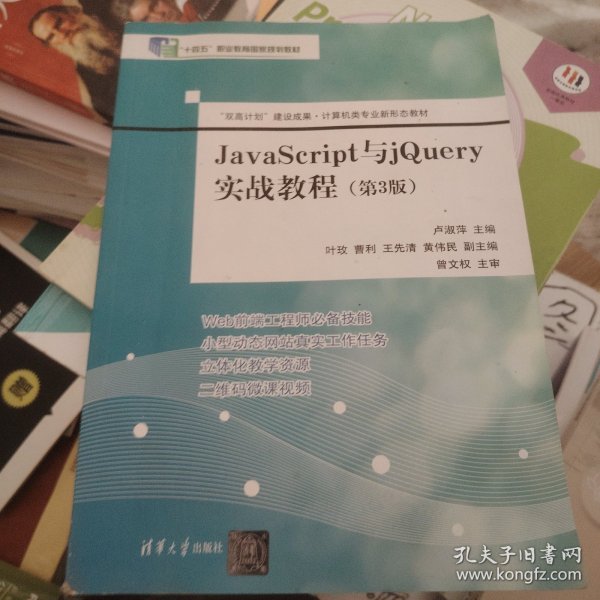 "十四五"职业教育国家规划教材
"双高计划"建设成果·计算机类专业新形态教材
JavaScript与jQuery
实战教程(第3版)
卢淑萍 主编
叶玫 曹利 王先清 黄伟民 副主编
曾文权 主审
Web前端工程师必备技能
小型动态网站真实工作任务
立体化教学资源
二维码微课视频
清华大学出版社
孔夫子旧书网
www.kongfz.com